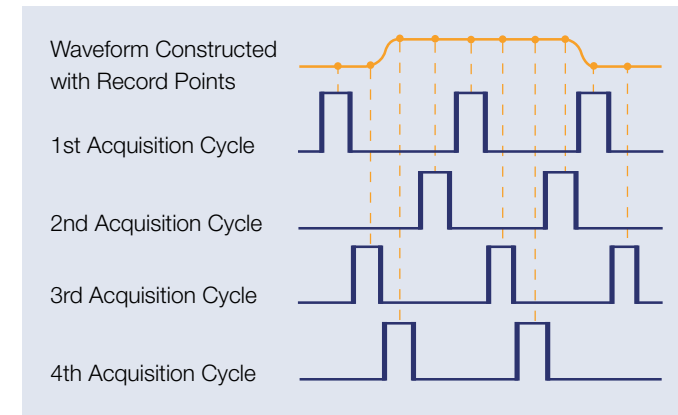 Waveform Constructed
with Record Points
1st Acquisition Cycle
2nd Acquisition Cycle
3rd Acquisition Cycle
4th Acquisition Cycle